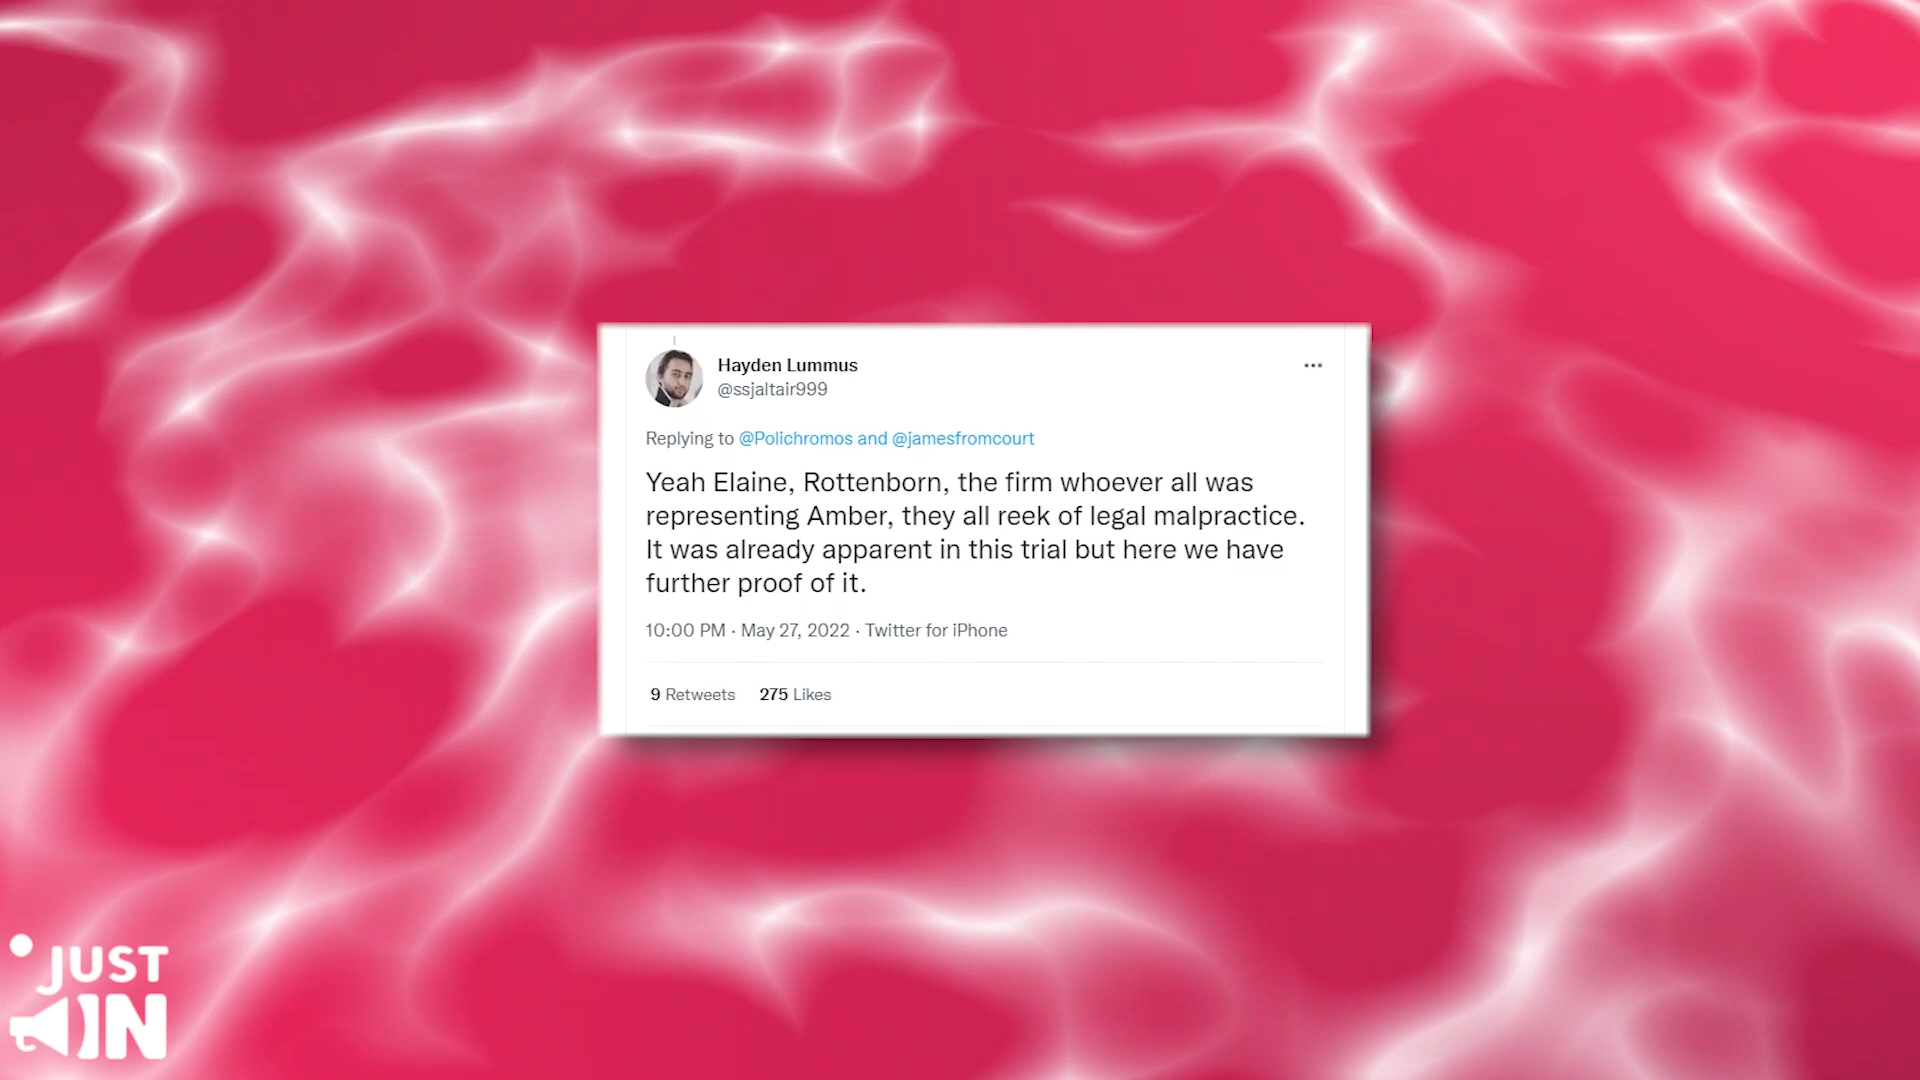 Hayden Lummus
@ssjaltair999
Replying to @Polichromos and @jamesfromcourt
Yeah Elaine, Rottenborn, the firm whoever all was
representing Amber, they all reek of legal malpractice.
It was already apparent in this trial but here we have
further proof of it.
10:00 PM · May 27, 2022 · Twitter for iPhone
9 Retweets 275 Likes
JUST
IN